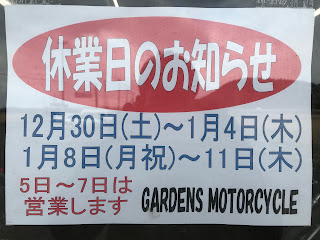 休業日のお知らせ
12月30日(土)～1月4日(木)
1月8日(月祝)～11日(木)
5日～7日は
営業します
GARDENS MOTORCYCLE